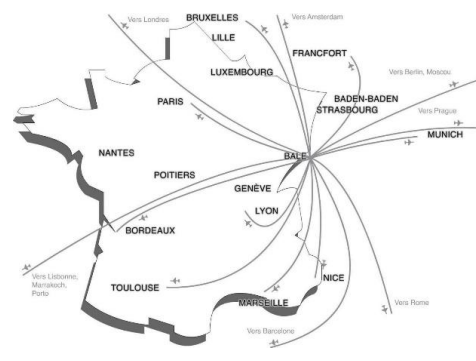 Vers Londres
BRUXELLES
Vers Amsterdam
LILLE
FRANCFORT
LUXEMBOURG
Vers Berlin, Moscou
PARIS
BADEN-BADEN
STRASBOURG
Vers Prague
MUNICH
NANTES
BALE
POITIERS
GENÈVE
LYON
BORDEAUX
Vers Lisbonne,
Marrakoch,
Porto
TOULOUSE
NICE
MARSEILLE
Vers Rome
Vers Barcelone